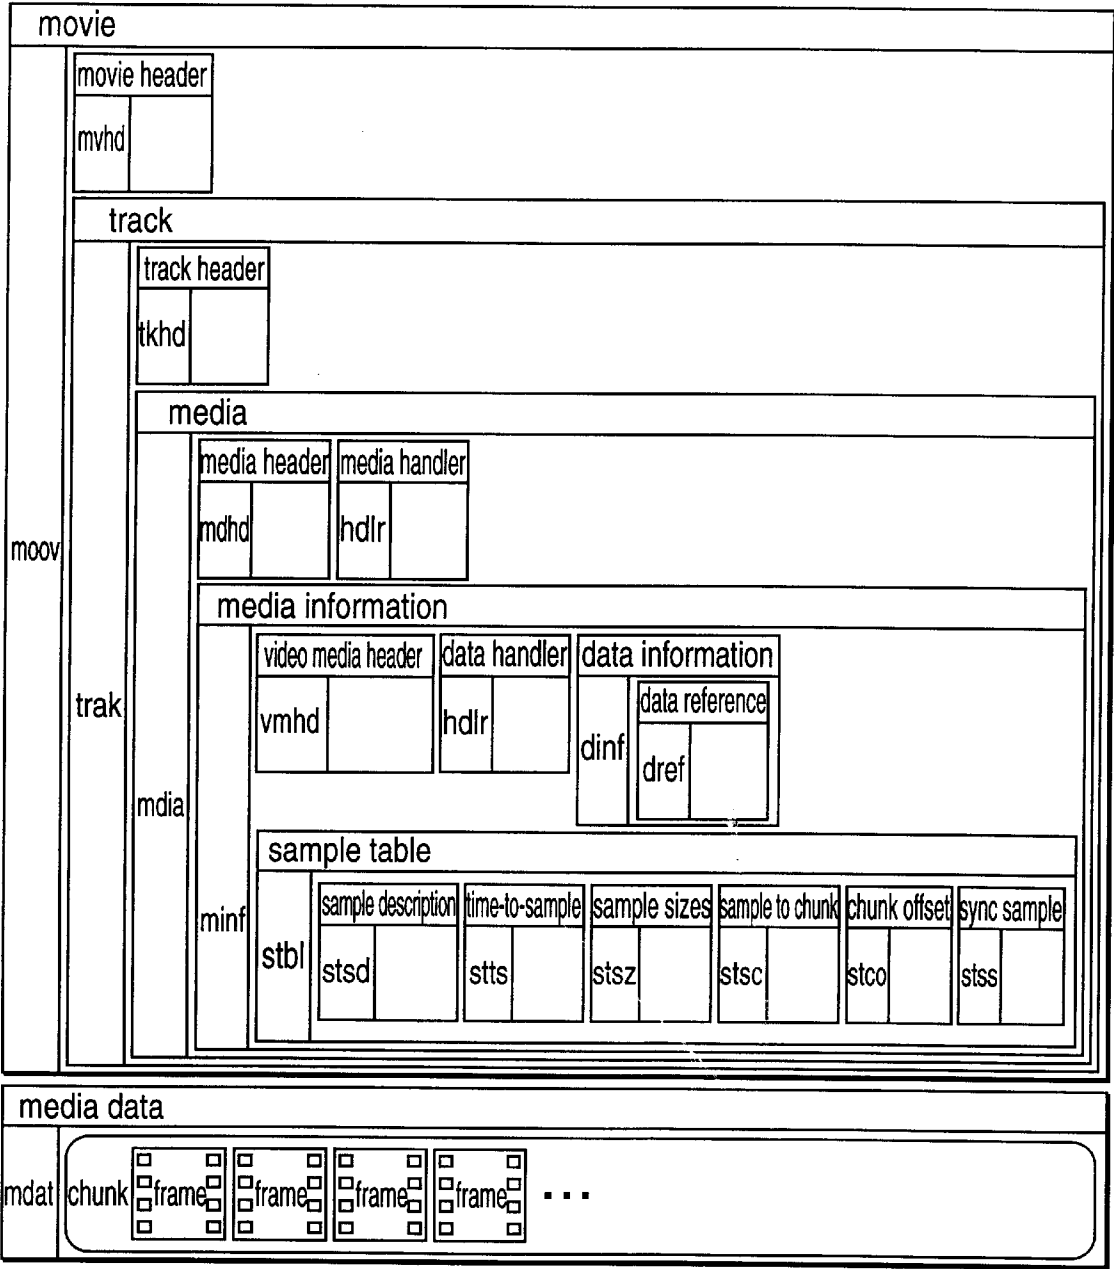 movie
movie header
mvhd
track
track header
tkhd
media
media header media handler
mdhd hdlr
moov
media information
video media header data handler data information
data reference
trak
vmhd hdlr dinf
dref
mdia
sample table
sample description time-to-sample sample sizes sample to chunk chunk offset sync sample
minf
stbl stsd stts stsz stsc stco stss
media data
mdat chunk frame frame frame frame ...